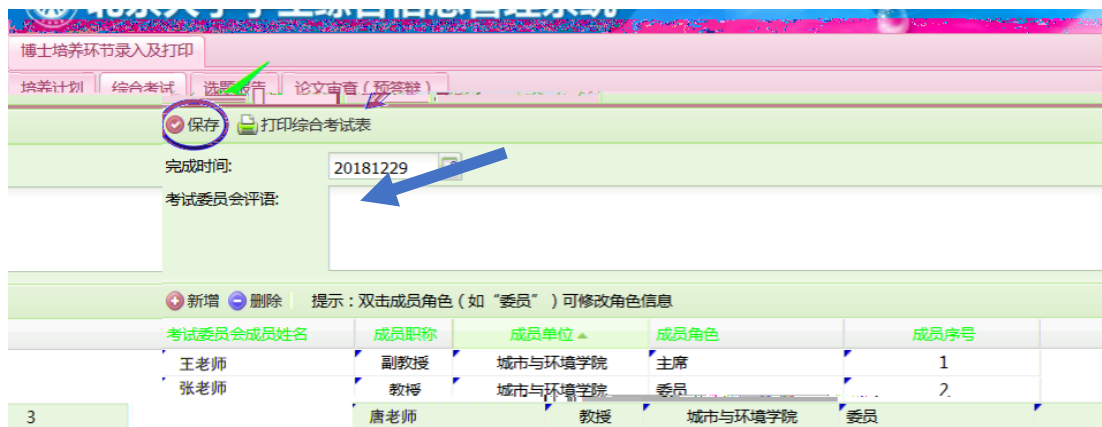 博士培养环节录入及打印
培养计划 综合考试 选题报告 论文审查（预答辩）
保存 打印综合考试表
完成时间: 20181229
考试委员会评语:
新增 删除 提示：双击成员角色（如“委员”）可修改角色信息
考试委员会成员姓名 成员职称 成员单位 成员角色 成员序号
王老师 副教授 城市与环境学院 主席 1
张老师 教授 城市与环境学院 委员 2
3 唐老师 教授 城市与环境学院 委员